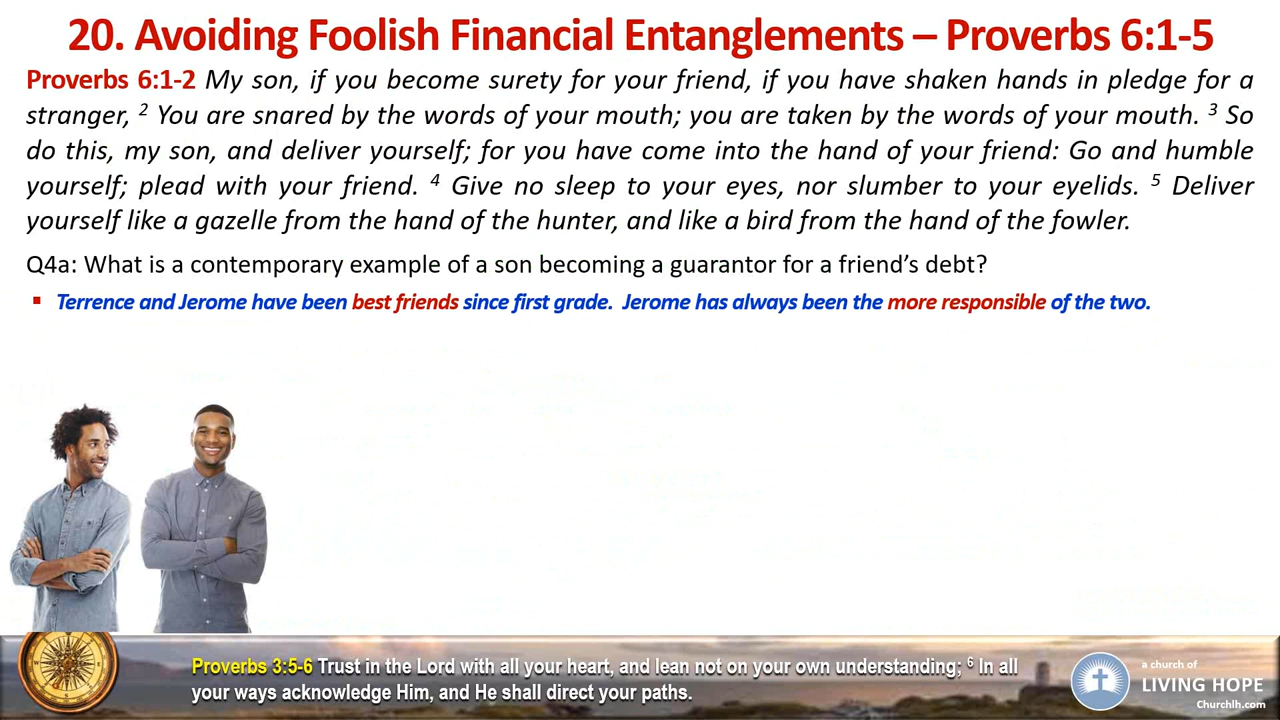 20. Avoiding Foolish Financial Entanglements – Proverbs 6:1-5
Proverbs 6:1-2 My son, if you become surety for your friend, if you have shaken hands in pledge for a
stranger, 2 You are snared by the words of your mouth; you are taken by the words of your mouth. 3 So
do this, my son, and deliver yourself; for you have come into the hand of your friend: Go and humble
yourself; plead with your friend. 4 Give no sleep to your eyes, nor slumber to your eyelids. 5 Deliver
yourself like a gazelle from the hand of the hunter, and like a bird from the hand of the fowler.
Q4a: What is a contemporary example of a son becoming a guarantor for a friend’s debt?
▪ Terrence and Jerome have been best friends since first grade.  Jerome has always been the more responsible of the two.
Proverbs 3:5-6 Trust in the Lord with all your heart, and lean not on your own understanding; 6 In all
your ways acknowledge Him, and He shall direct your paths.
a church of
LIVING HOPE
Churchlh.com